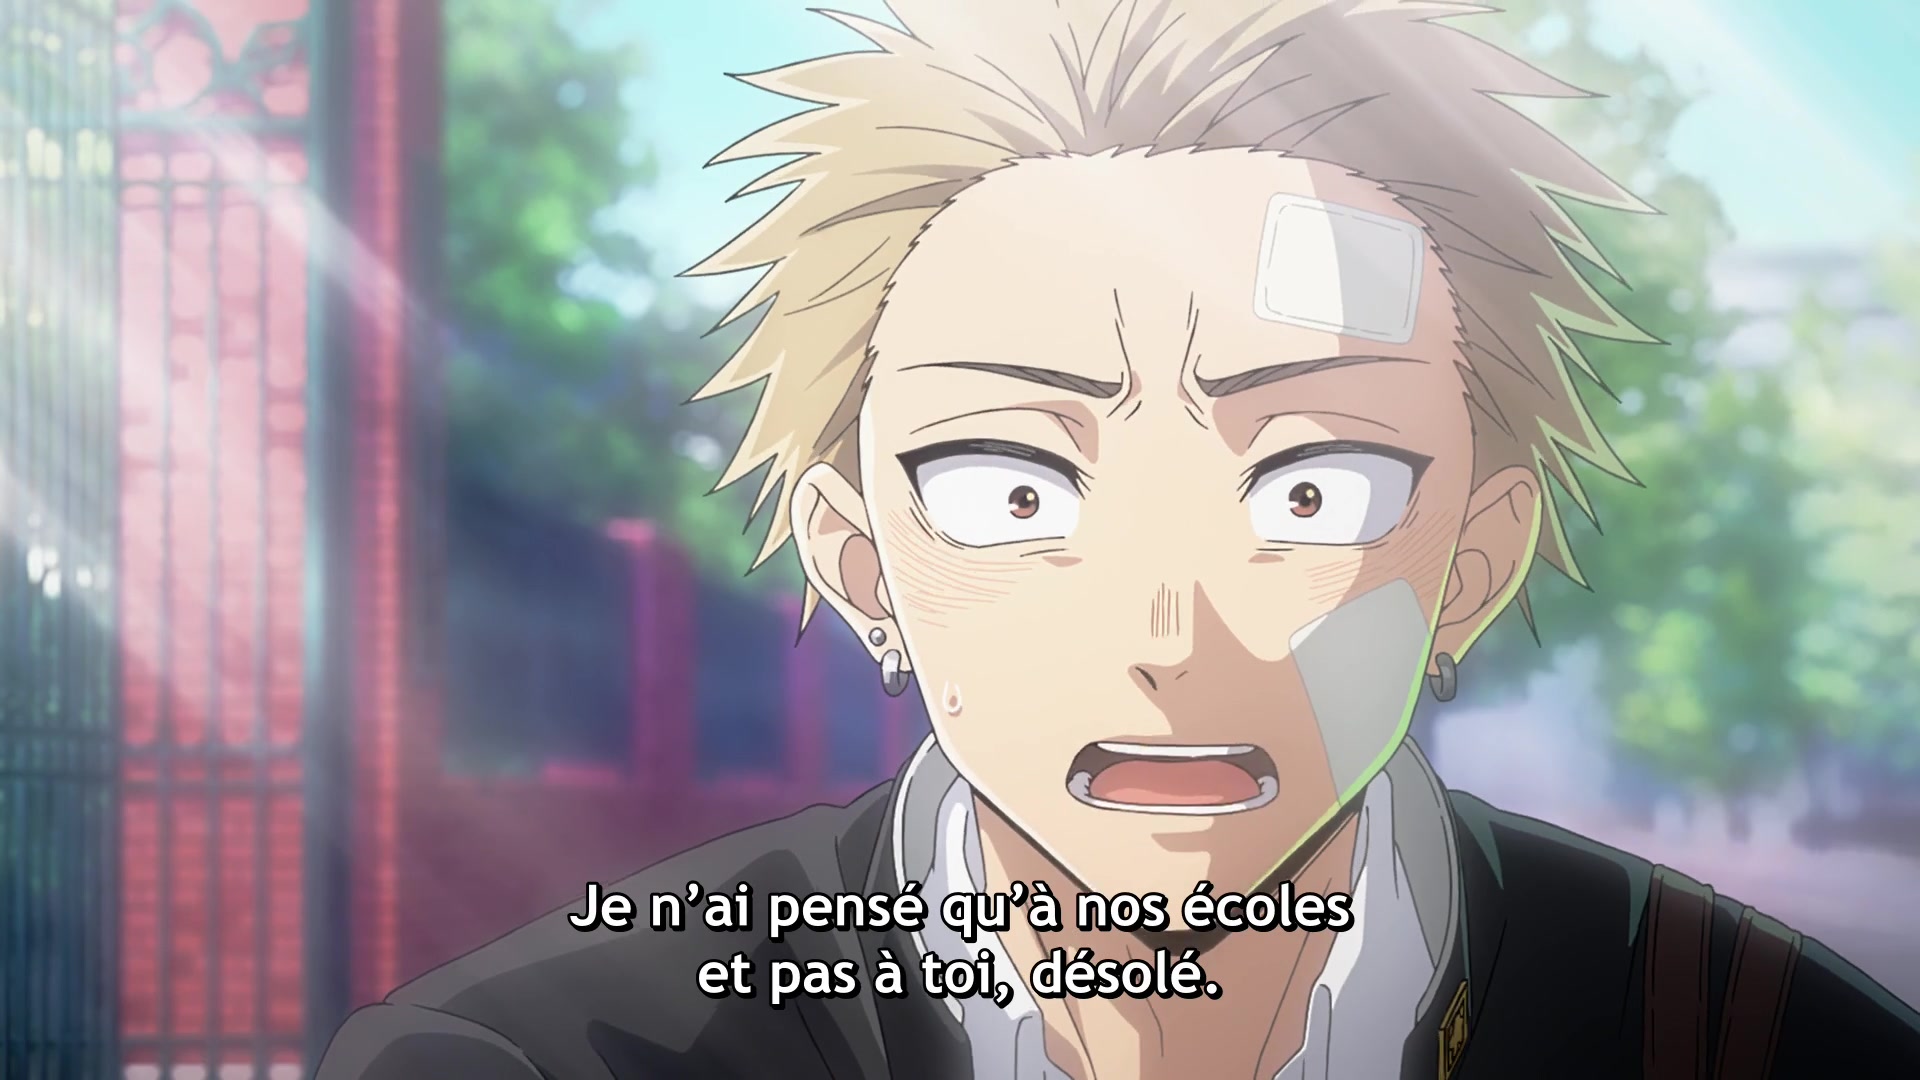 Je n’ai pensé qu’à nos écoles
et pas à toi, désolé.